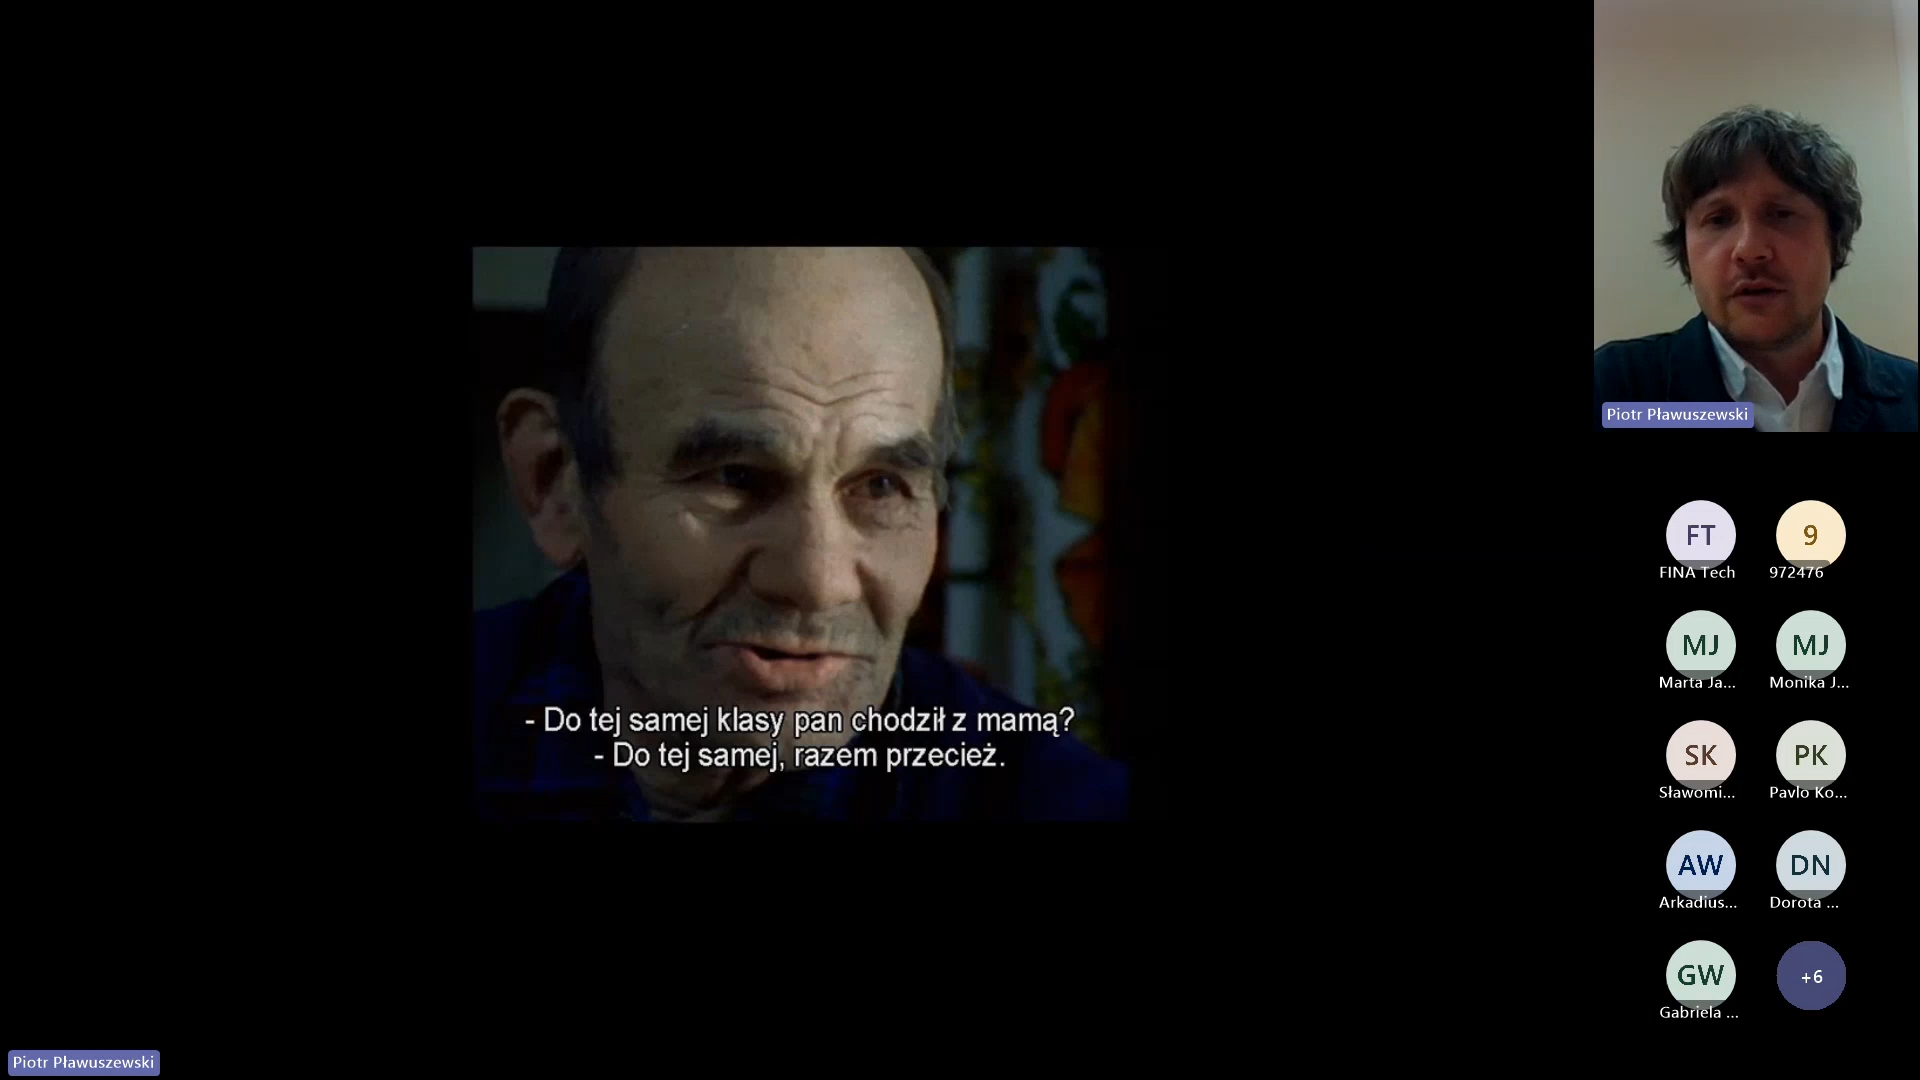 - Do tej samej klasy pan chodził z mamą?
- Do tej samej, razem przecież.
Piotr Pławuszewski
FT
FINA Tech
9
972476
MJ
Marta Ja...
MJ
Monika J...
SK
Sławomi...
PK
Pavlo Ko...
AW
Arkadius...
DN
Dorota ...
GW
Gabriela ...
+6
Piotr Pławuszewski